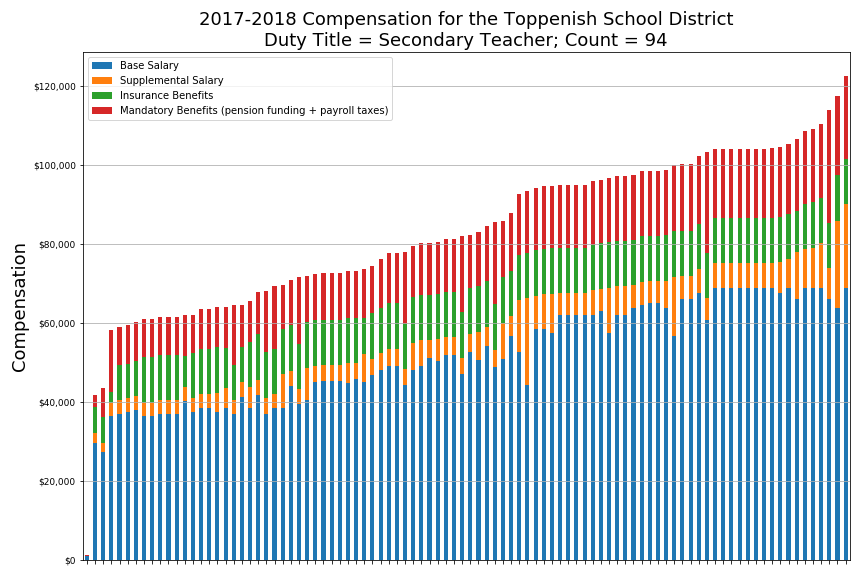 2017-2018 Compensation for the Toppenish School District
Duty Title = Secondary Teacher; Count = 94
Base Salary
Supplemental Salary
Insurance Benefits
Mandatory Benefits (pension funding + payroll taxes)
$120,000
$100,000
$80,000
$60,000
$40,000
$20,000
$0
Compensation